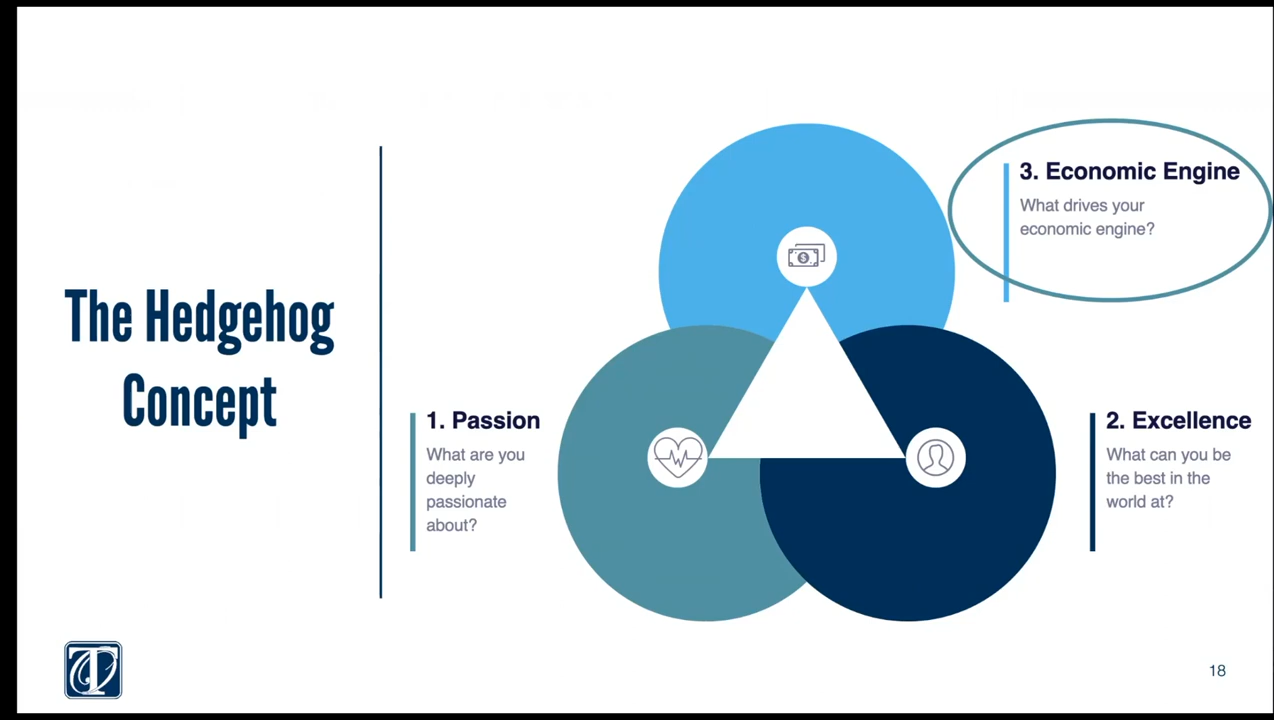 The Hedgehog
Concept
3. Economic Engine
What drives your
economic engine?
1. Passion
What are you
deeply
passionate
about?
2. Excellence
What can you be
the best in the
world at?
18